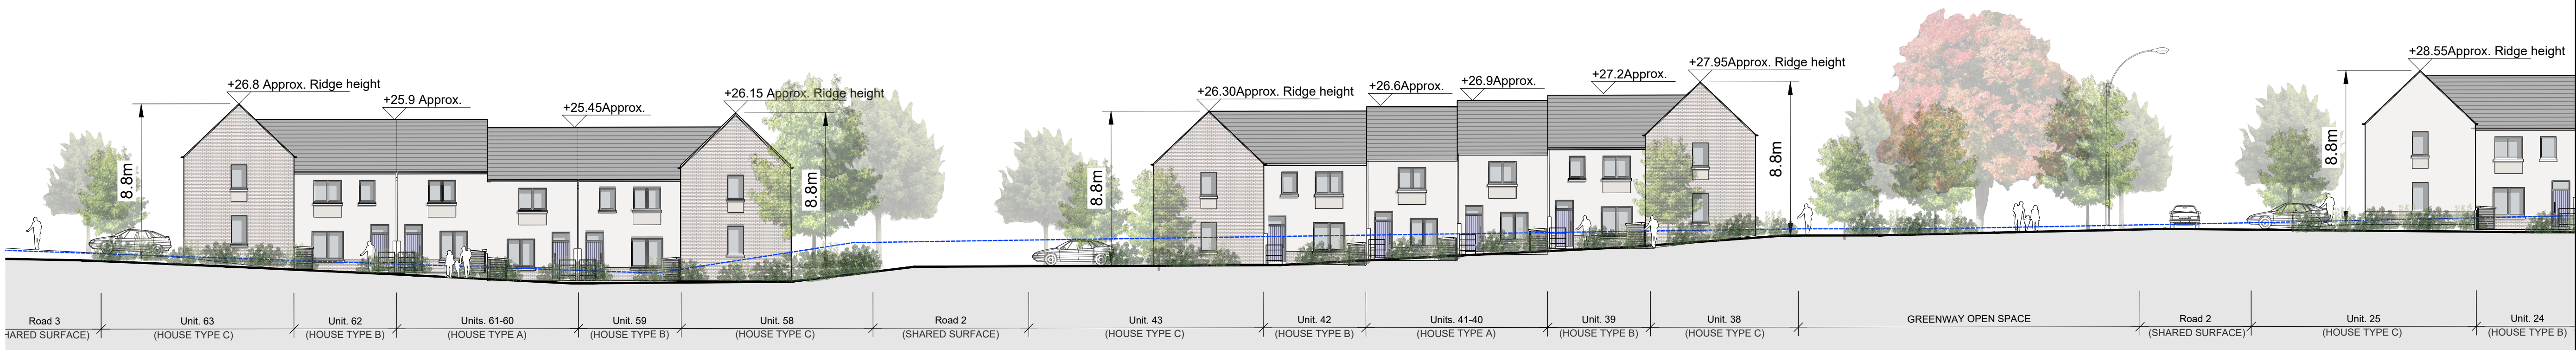 +26.8 Approx. Ridge height
+25.9 Approx.
+25.45Approx.
+26.15 Approx. Ridge height
+26.30Approx. Ridge height
+26.6Approx.
+26.9Approx.
+27.2Approx.
+27.95Approx. Ridge height
+28.55Approx. Ridge height
8.8m
8.8m
8.8m
8.8m
8.8m
Road 3
HARED SURFACE)
Unit. 63
(HOUSE TYPE C)
Unit. 62
(HOUSE TYPE B)
Units. 61-60
(HOUSE TYPE A)
Unit. 59
(HOUSE TYPE B)
Unit. 58
(HOUSE TYPE C)
Road 2
(SHARED SURFACE)
Unit. 43
(HOUSE TYPE C)
Unit. 42
(HOUSE TYPE B)
Units. 41-40
(HOUSE TYPE A)
Unit. 39
(HOUSE TYPE B)
Unit. 38
(HOUSE TYPE C)
GREENWAY OPEN SPACE
Road 2
(SHARED SURFACE)
Unit. 25
(HOUSE TYPE C)
Unit. 24
(HOUSE TYPE B)